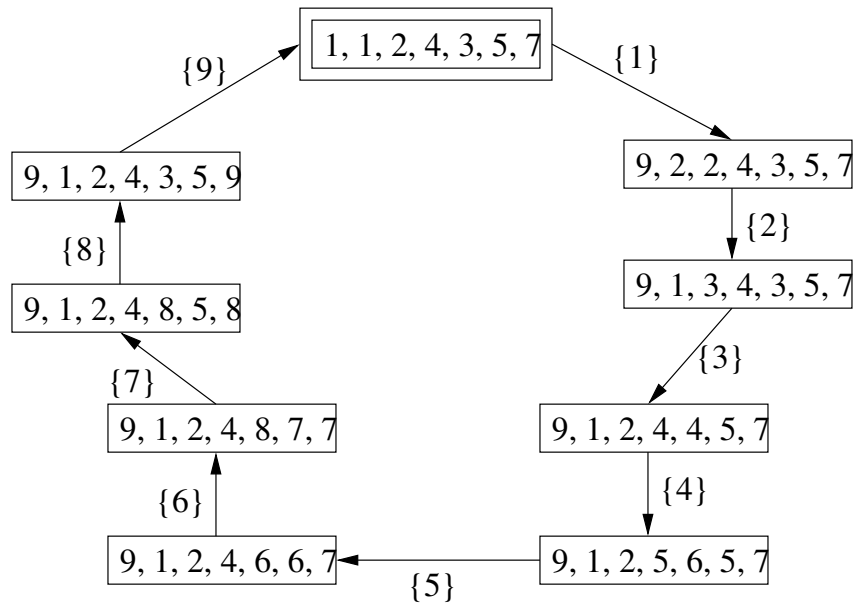 1, 1, 2, 4, 3, 5, 7
{9}
{1}
9, 1, 2, 4, 3, 5, 9
9, 2, 2, 4, 3, 5, 7
{8}
{2}
9, 1, 2, 4, 8, 5, 8
9, 1, 3, 4, 3, 5, 7
{7}
{3}
9, 1, 2, 4, 8, 7, 7
9, 1, 2, 4, 4, 5, 7
{6}
{4}
9, 1, 2, 4, 6, 6, 7
9, 1, 2, 5, 6, 5, 7
{5}